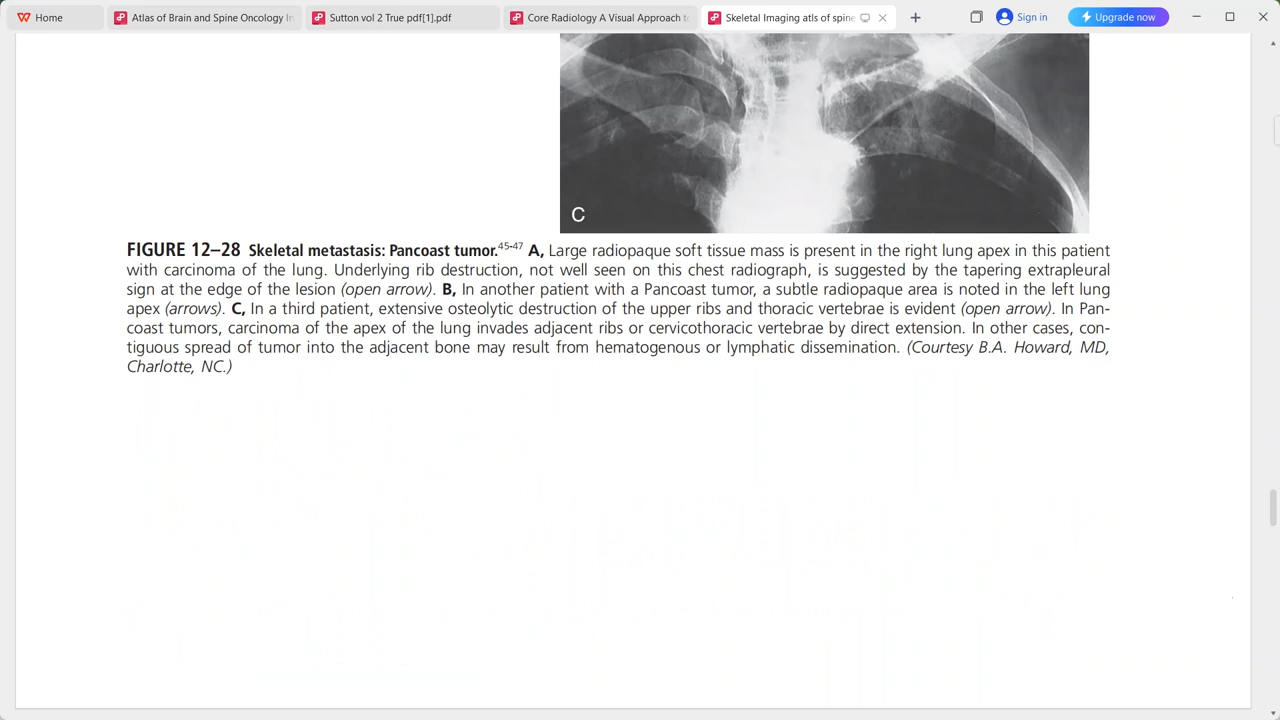 Home
Atlas of Brain and Spine Oncology
Sutton vol 2 True pdf[1].pdf
Core Radiology A Visual Approach
Skeletal Imaging atls of spine
Sign in
Upgrade now
C
FIGURE 12–28 Skeletal metastasis: Pancoast tumor.45-47 A, Large radiopaque soft tissue mass is present in the right lung apex in this patient
with carcinoma of the lung. Underlying rib destruction, not well seen on this chest radiograph, is suggested by the tapering extrapleural
sign at the edge of the lesion (open arrow). B, In another patient with a Pancoast tumor, a subtle radiopaque area is noted in the left lung
apex (arrows). C, In a third patient, extensive osteolytic destruction of the upper ribs and thoracic vertebrae is evident (open arrow). In Pan-
coast tumors, carcinoma of the apex of the lung invades adjacent ribs or cervicothoracic vertebrae by direct extension. In other cases, con-
tiguous spread of tumor into the adjacent bone may result from hematogenous or lymphatic dissemination. (Courtesy B.A. Howard, MD,
Charlotte, NC.)